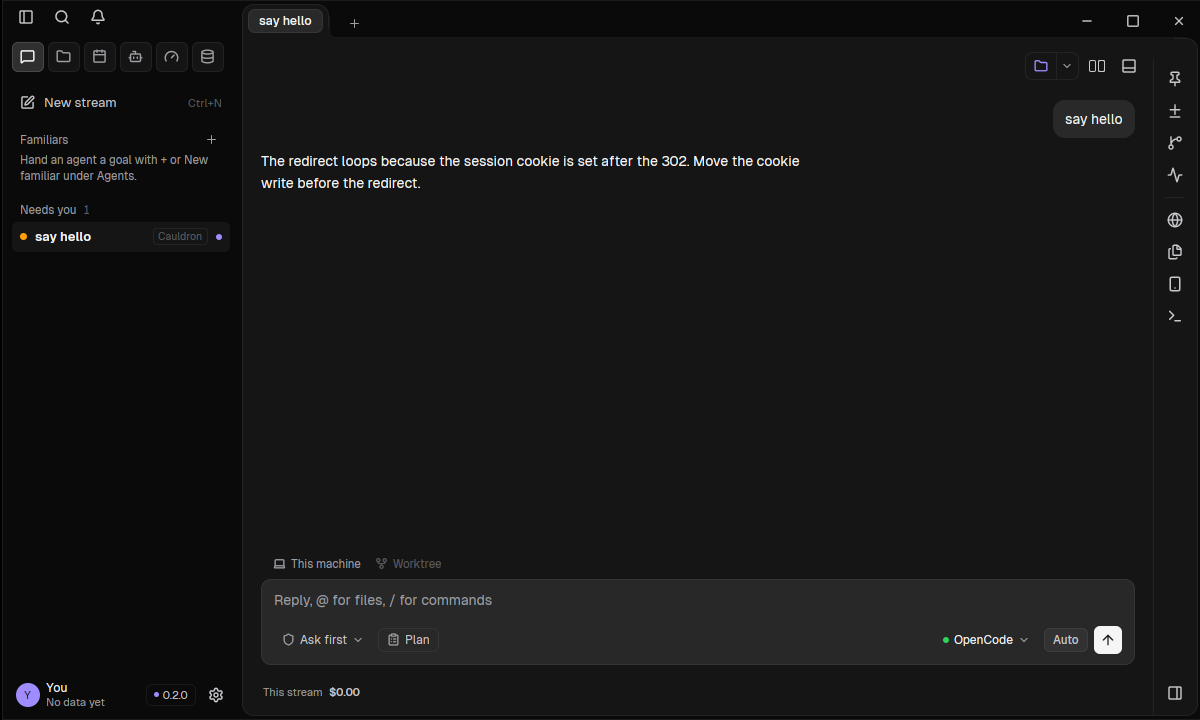 say hello
New stream
Ctrl+N
Familiars
Hand an agent a goal with + or New
familiar under Agents.
Needs you 1
say hello
Cauldron
say hello
The redirect loops because the session cookie is set after the 302. Move the cookie
write before the redirect.
This machine
Worktree
Reply, @ for files, / for commands
Ask first
Plan
OpenCode
Auto
This stream $0.00
Y
You
No data yet
0.2.0